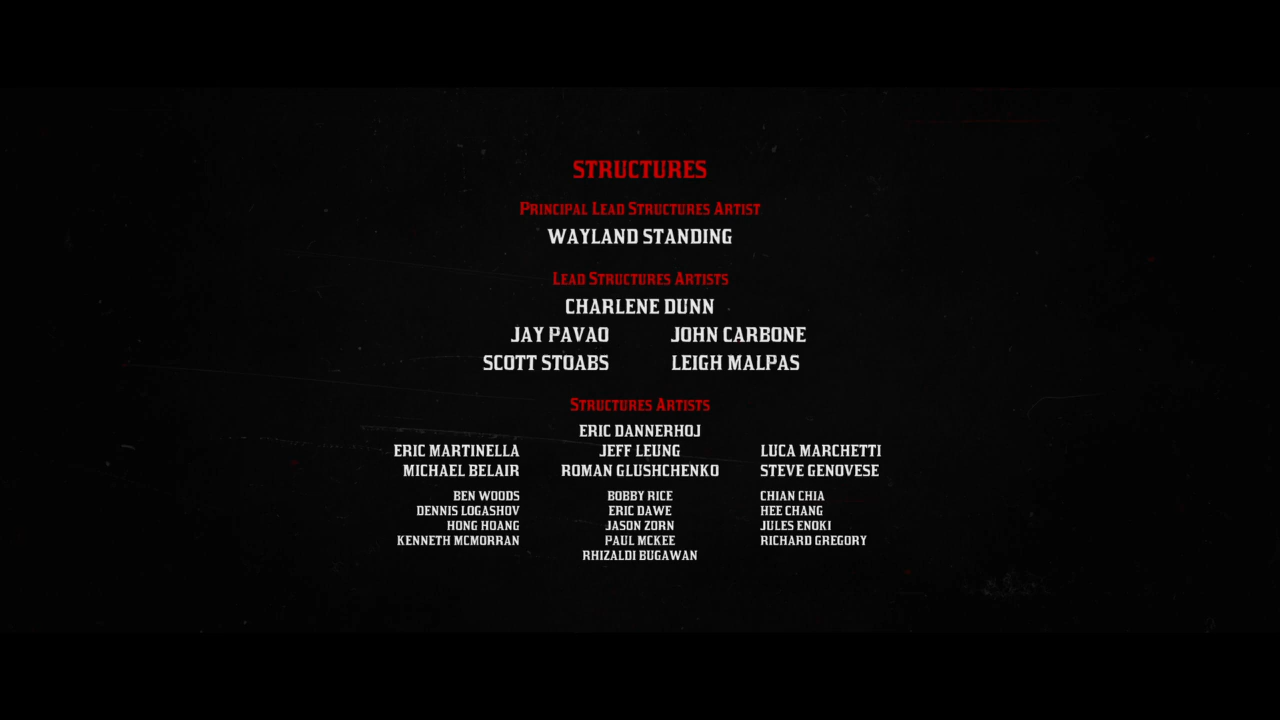 STRUCTURES
PRINCIPAL LEAD STRUCTURES ARTIST
WAYLAND STANDING
LEAD STRUCTURES ARTISTS
CHARLENE DUNN
JAY PAVAO JOHN CARBONE
SCOTT STOABS LEIGH MALPAS
STRUCTURES ARTISTS
ERIC DANNERHOJ
ERIC MARTINELLA JEFF LEUNG LUCA MARCHETTI
MICHAEL BELAIR ROMAN GLUSHCHENKO STEVE GENOVESE
BEN WOODS BOBBY RICE CHIAN CHIA
DENNIS LOGASHOV ERIC DAWE HEE CHANG
HONG HOANG JASON ZORN JULES ENOKI
KENNETH MCMORRAN PAUL MCKEE RICHARD GREGORY
RHIZALDI BUGAWAN